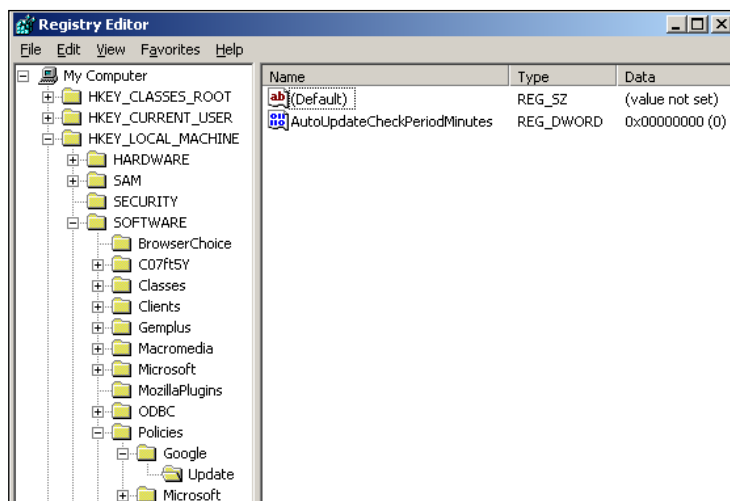 Registry Editor
File Edit View Favorites Help
My Computer
HKEY_CLASSES_ROOT
HKEY_CURRENT_USER
HKEY_LOCAL_MACHINE
HARDWARE
SAM
SECURITY
SOFTWARE
BrowserChoice
C07ft5Y
Classes
Clients
Gemplus
Macromedia
Microsoft
MozillaPlugins
ODBC
Policies
Google
Update
Microsoft
Name Type Data
(Default) REG_SZ (value not set)
AutoUpdateCheckPeriodMinutes REG_DWORD 0x00000000 (0)